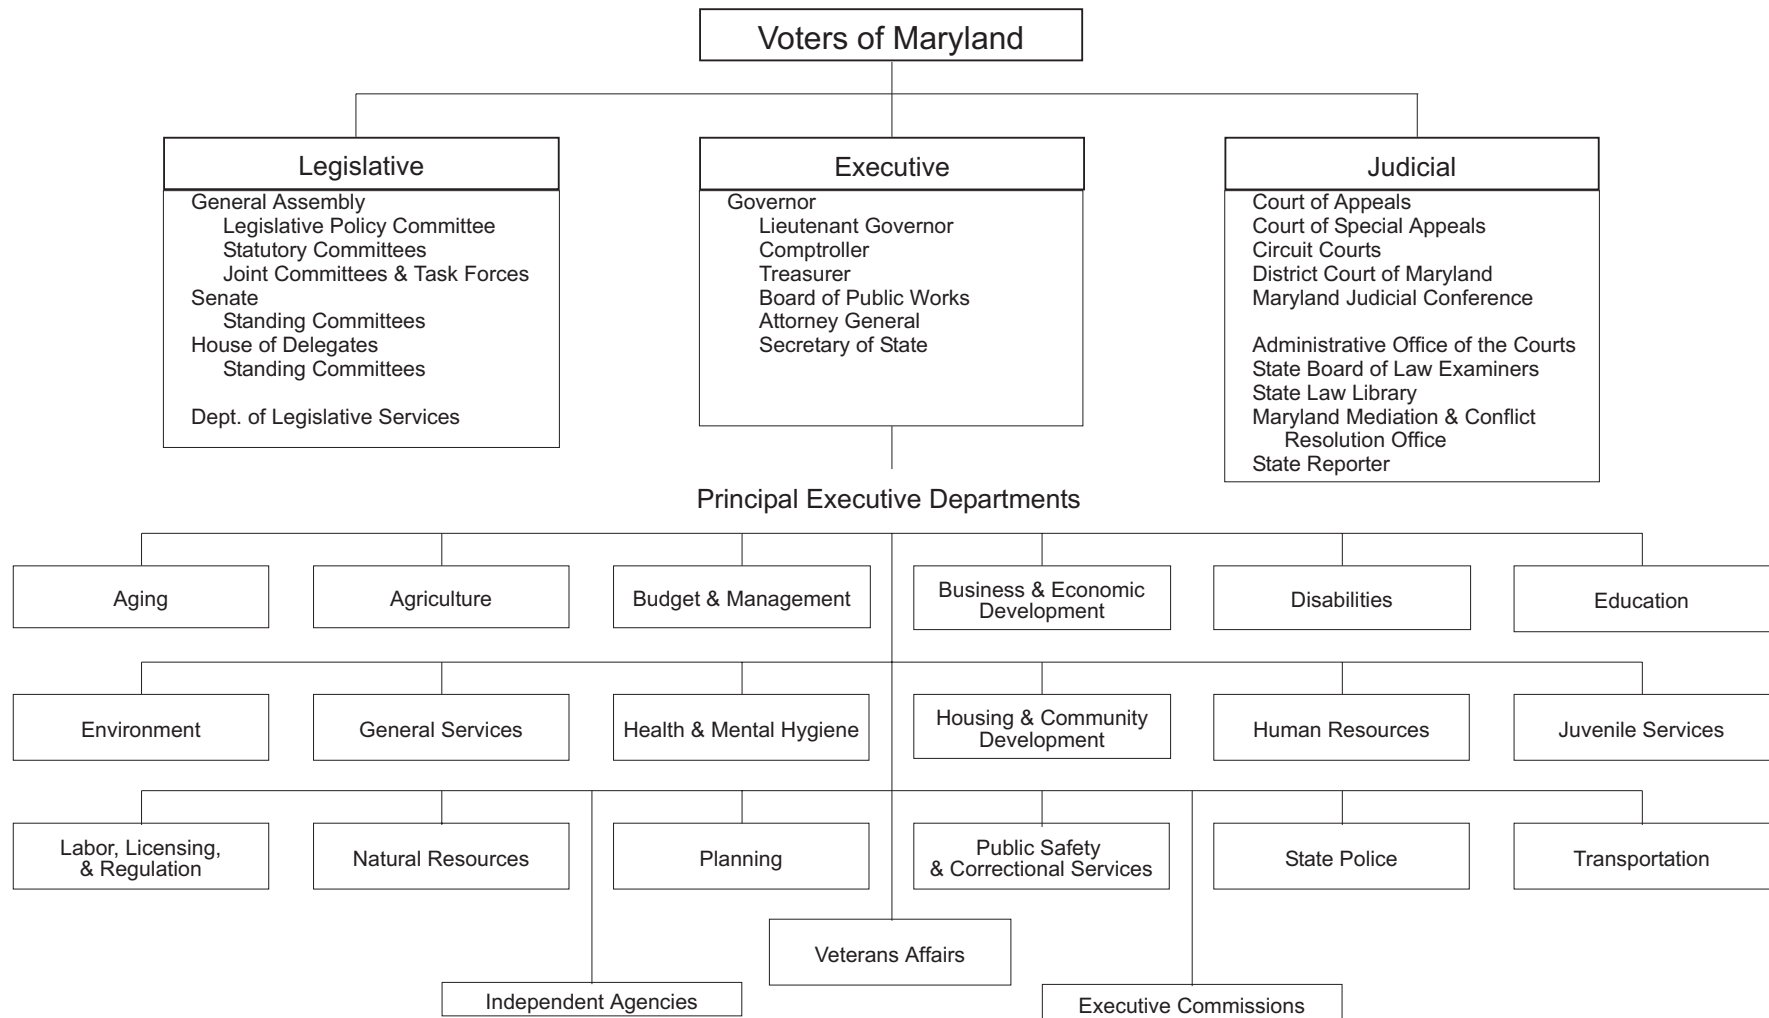 Voters of Maryland
Legislative
General Assembly
Legislative Policy Committee
Statutory Committees
Joint Committees & Task Forces
Senate
Standing Committees
House of Delegates
Standing Committees
Dept. of Legislative Services
Executive
Governor
Lieutenant Governor
Comptroller
Treasurer
Board of Public Works
Attorney General
Secretary of State
Judicial
Court of Appeals
Court of Special Appeals
Circuit Courts
District Court of Maryland
Maryland Judicial Conference
Administrative Office of the Courts
State Board of Law Examiners
State Law Library
Maryland Mediation & Conflict
Resolution Office
State Reporter
Principal Executive Departments
Aging
Agriculture
Budget & Management
Business & Economic
Development
Disabilities
Education
Environment
General Services
Health & Mental Hygiene
Housing & Community
Development
Human Resources
Juvenile Services
Labor, Licensing,
& Regulation
Natural Resources
Planning
Public Safety
& Correctional Services
State Police
Transportation
Veterans Affairs
Independent Agencies
Executive Commissions